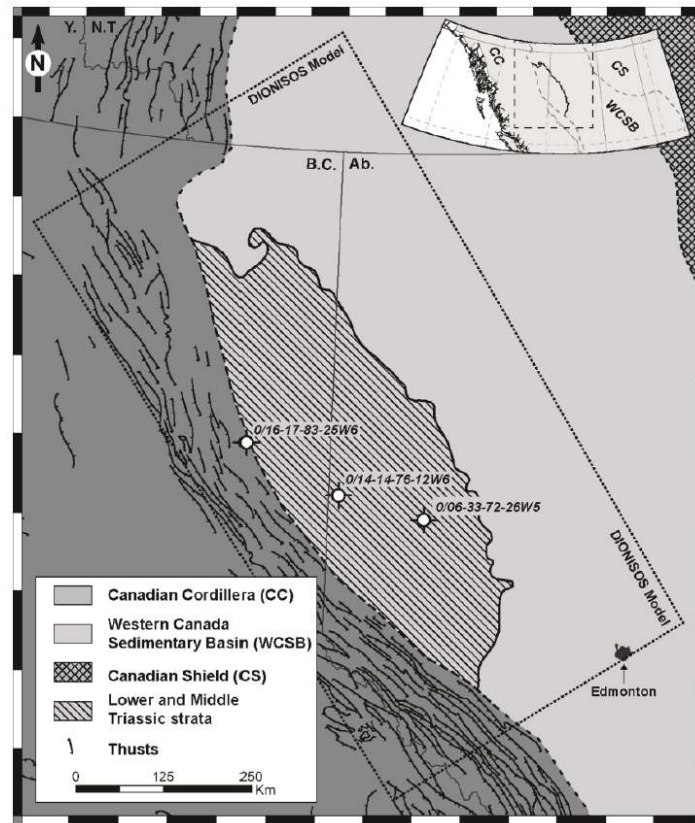 Y.
N.T.
N
DIONISOS Model
CC
CS
WCSB
B.C.
Ab.
0/16-17-83-25W6
0/14-14-76-12W6
0/06-33-72-26W5
DIONISOS Model
Edmonton
Canadian Cordillera (CC)
Western Canada
Sedimentary Basin (WCSB)
Canadian Shield (CS)
Lower and Middle
Triassic strata
Thusts
0 125 250
Km